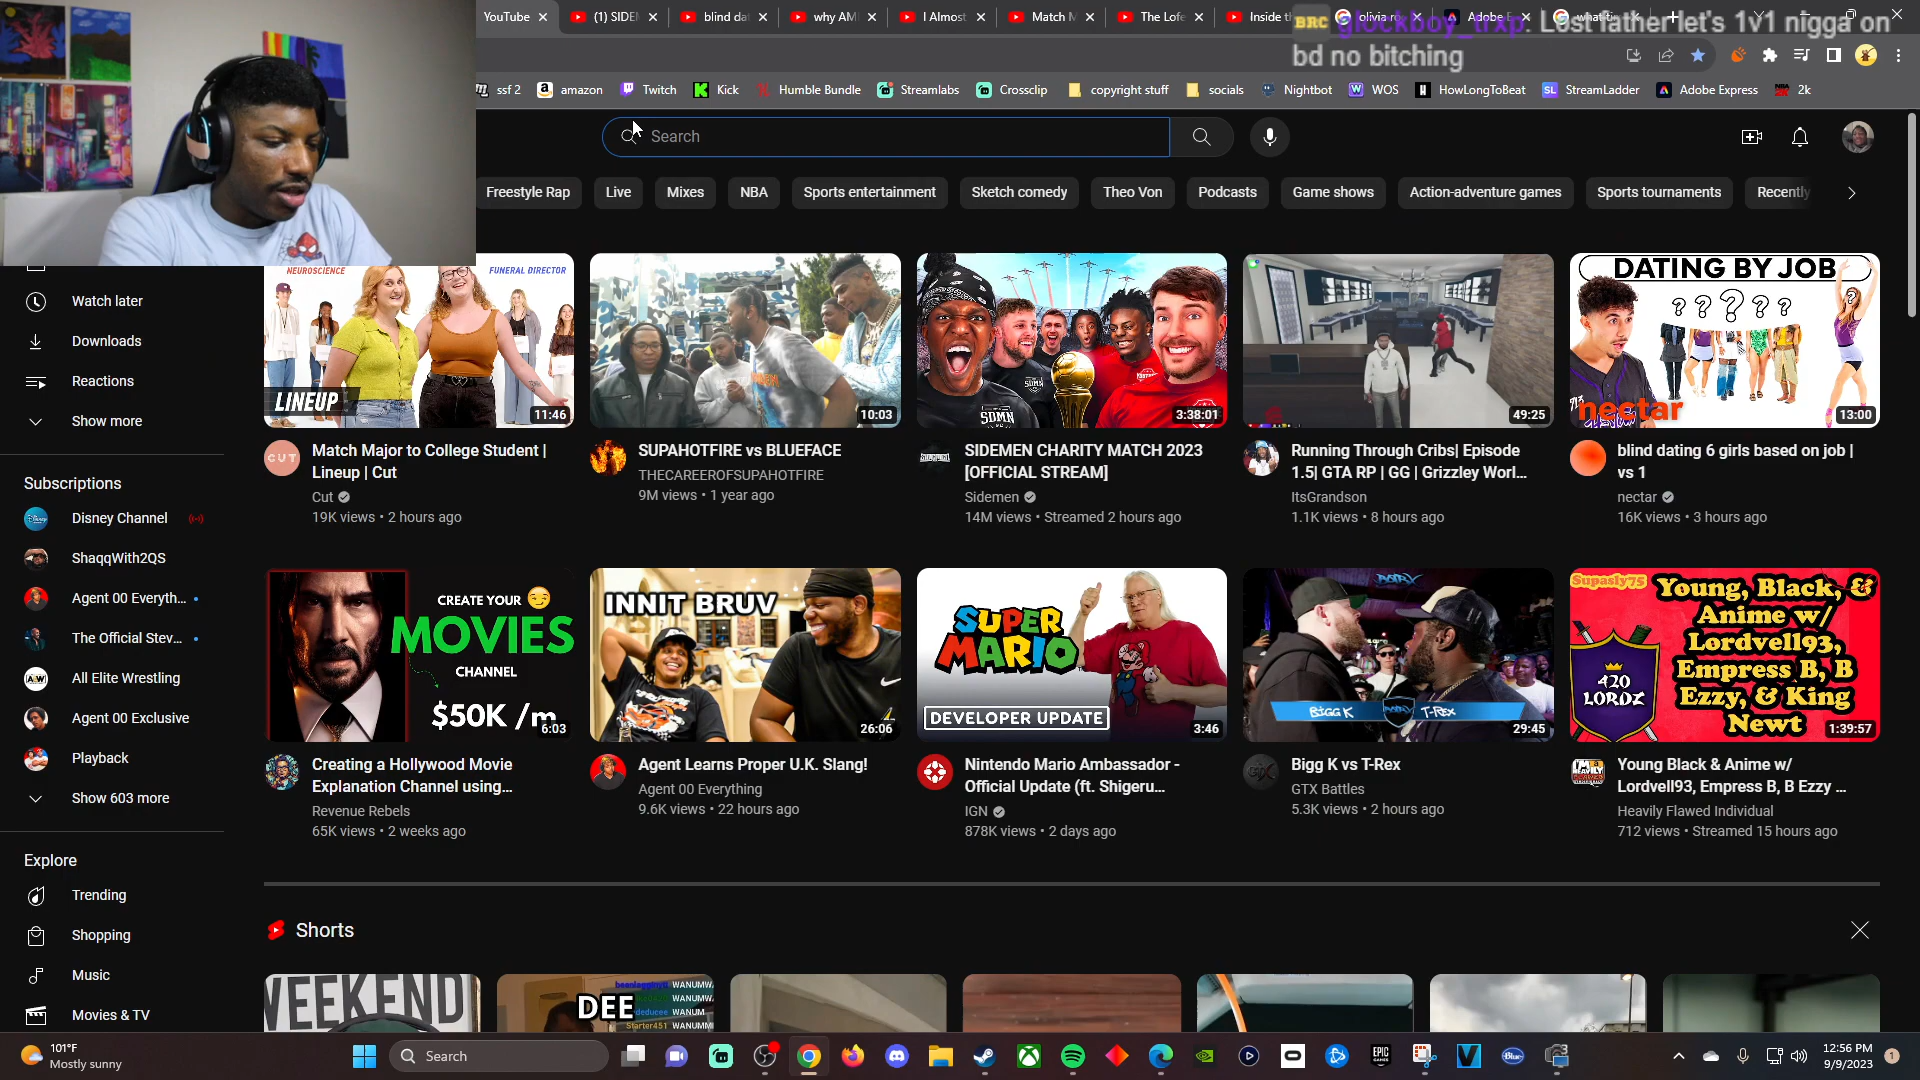 YouTube
(1) SIDE
blind da
why AM
I Almos
Match M
The Lofe
Inside t
olivia ro
Adobe E
what ti
BRC glockboy_trxp: Lost father let's 1v1 nigga on
bd no bitching
ssf 2
amazon
Twitch
Kick
Humble Bundle
Streamlabs
Crossclip
copyright stuff
socials
Nightbot
WOS
HowLongToBeat
StreamLadder
Adobe Express
2k
Search
Freestyle Rap
Live
Mixes
NBA
Sports entertainment
Sketch comedy
Theo Von
Podcasts
Game shows
Action-adventure games
Sports tournaments
Recently
Watch later
Downloads
Reactions
Show more
Subscriptions
Disney Channel
ShaqqWith2QS
Agent 00 Everyth...
The Official Stev...
All Elite Wrestling
Agent 00 Exclusive
Playback
Show 603 more
Explore
Trending
Shopping
Music
Movies & TV
NEUROSCIENCE
FUNERAL DIRECTOR
LINEUP
11:46
CUT
Match Major to College Student |
Lineup | Cut
Cut
19K views • 2 hours ago
10:03
SUPAHOTFIRE vs BLUEFACE
THECAREEROFSUPAHOTFIRE
9M views • 1 year ago
SDMN
3:38:01
SIDEMEN CHARITY MATCH 2023
[OFFICIAL STREAM]
Sidemen
14M views • Streamed 2 hours ago
49:25
Running Through Cribs| Episode
1.5| GTA RP | GG | Grizzley Worl...
ItsGrandson
1.1K views • 8 hours ago
DATING BY JOB
? ? ? ? ?
nectar
13:00
blind dating 6 girls based on job |
vs 1
nectar
16K views • 3 hours ago
CREATE YOUR
MOVIES
CHANNEL
$50K /m
6:03
Creating a Hollywood Movie
Explanation Channel using...
Revenue Rebels
65K views • 2 weeks ago
INNIT BRUV
26:06
Agent Learns Proper U.K. Slang!
Agent 00 Everything
9.6K views • 22 hours ago
SUPER
MARIO
DEVELOPER UPDATE
3:46
Nintendo Mario Ambassador -
Official Update (ft. Shigeru...
IGN
878K views • 2 days ago
BIGG K
T-REX
29:45
Bigg K vs T-Rex
GTX Battles
5.3K views • 2 hours ago
Supasly75
420
LORDZ
Young, Black, &
Anime w/
Lordvell93,
Empress B, B
Ezzy, & King
Newt
1:39:57
Young Black & Anime w/
Lordvell93, Empress B, B Ezzy ...
Heavily Flawed Individual
712 views • Streamed 15 hours ago
Shorts
WEEKEND
DEE
WANUMW
WANUMW
WANUM
Starter451 WANUMMI
101°F
Mostly sunny
Search
12:56 PM
9/9/2023
1